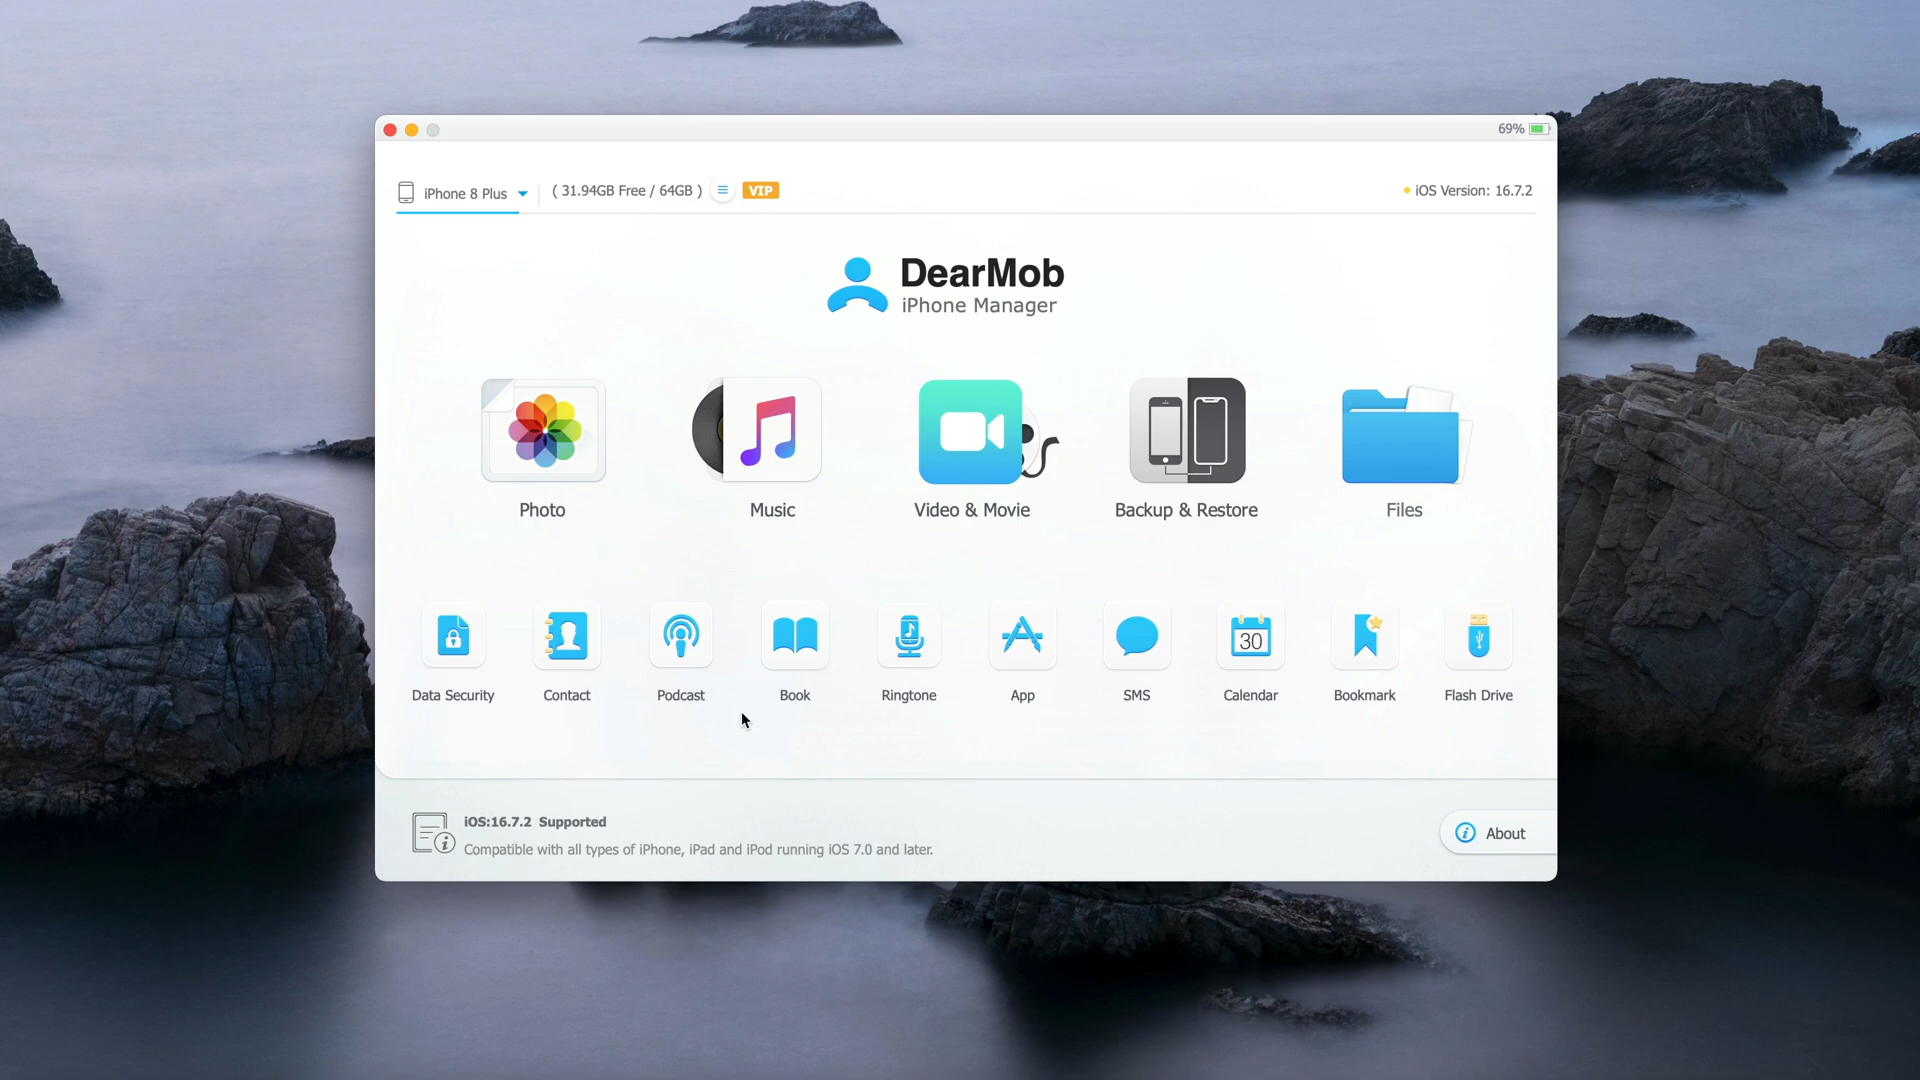 69%
iPhone 8 Plus ( 31.94GB Free / 64GB ) VIP iOS Version: 16.7.2
DearMob
iPhone Manager
Photo Music Video & Movie Backup & Restore Files
30
Data Security Contact Podcast Book Ringtone App SMS Calendar Bookmark Flash Drive
iOS:16.7.2 Supported
Compatible with all types of iPhone, iPad and iPod running iOS 7.0 and later.
About